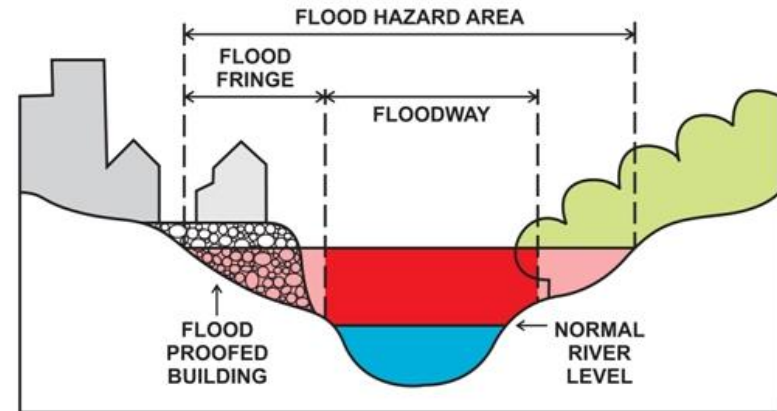 FLOOD HAZARD AREA
FLOOD
FRINGE
FLOODWAY
FLOOD
PROOFED
BUILDING
NORMAL
RIVER
LEVEL